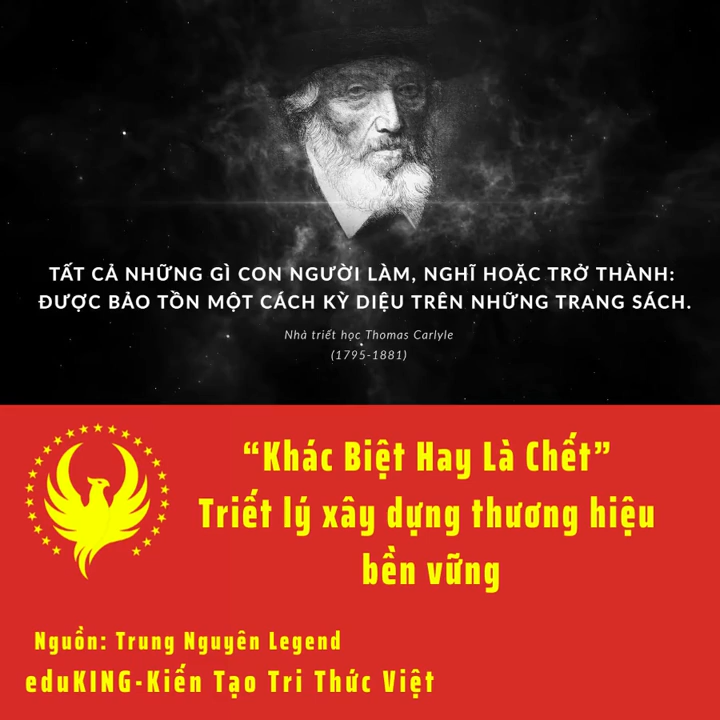 TẤT CẢ NHỮNG GÌ CON NGƯỜI LÀM, NGHĨ HOẶC TRỞ THÀNH:
ĐƯỢC BẢO TỒN MỘT CÁCH KỲ DIỆU TRÊN NHỮNG TRANG SÁCH.
Nhà triết học Thomas Carlyle
(1795-1881)
“Khác Biệt Hay Là Chết”
Triết lý xây dựng thương hiệu
bền vững
Nguồn: Trung Nguyên Legend
eduKING-Kiến Tạo Tri Thức Việt